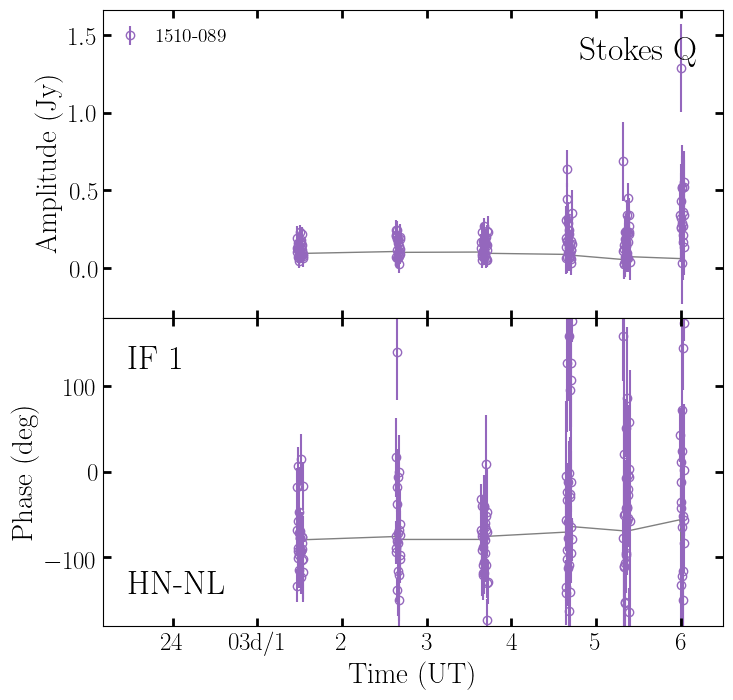 1510-089
Stokes Q
1.5
1.0
0.5
0.0
Amplitude (Jy)
IF 1
100
0
−100
Phase (deg)
HN-NL
24 03d/1 2 3 4 5 6
Time (UT)